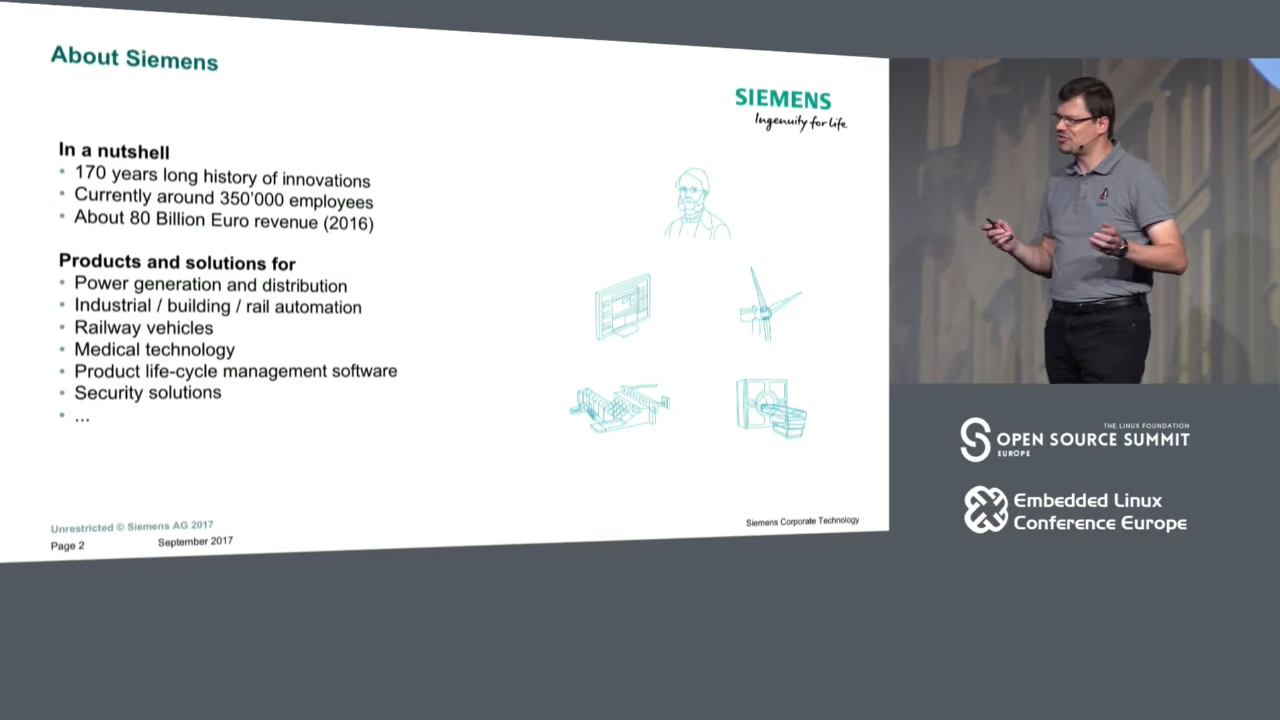 About Siemens
SIEMENS
Ingenuity for life
In a nutshell
• 170 years long history of innovations
• Currently around 350'000 employees
• About 80 Billion Euro revenue (2016)
Products and solutions for
• Power generation and distribution
• Industrial / building / rail automation
• Railway vehicles
• Medical technology
• Product life-cycle management software
• Security solutions
• ...
Unrestricted © Siemens AG 2017
Page 2 September 2017
Siemens Corporate Technology
THE LINUX FOUNDATION
OPEN SOURCE SUMMIT
EUROPE
Embedded Linux
Conference Europe